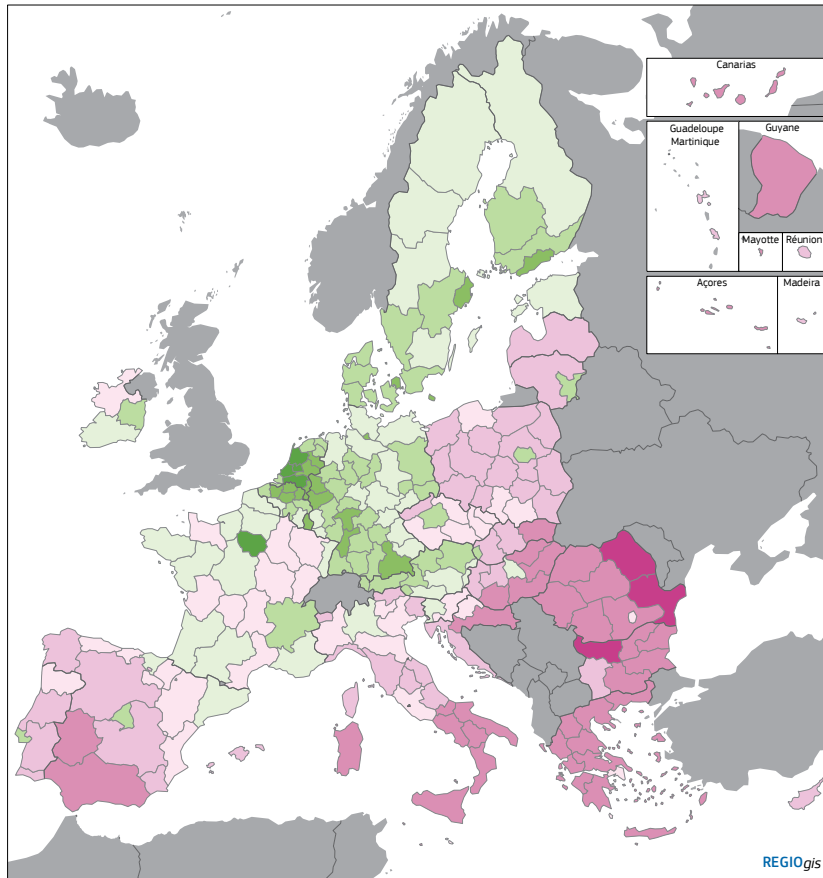 Canarias
Guadeloupe
Martinique
Guyane
Mayotte
Réunion
Açores
Madeira
REGIOgis